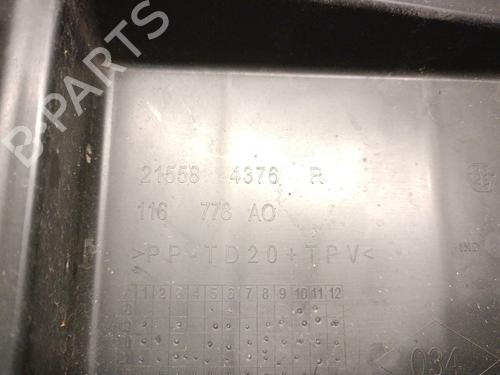 B-PARTS
21558 4376 R
116 778 AO
>PP-TD20+TPV<
1 2 3 4 5 6 7 8 9 10 11 12
034